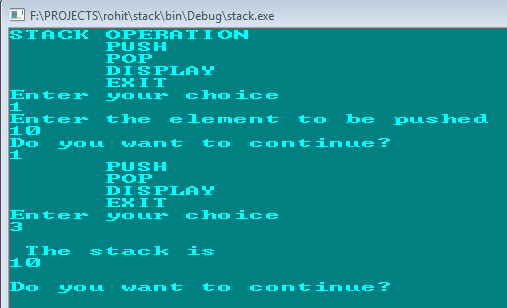 F:\PROJECTS\rohit\stack\bin\Debug\stack.exe
STACK OPERATION
PUSH
POP
DISPLAY
EXIT
Enter your choice
1
Enter the element to be pushed
10
Do you want to continue?
1
PUSH
POP
DISPLAY
EXIT
Enter your choice
3
The stack is
10
Do you want to continue?